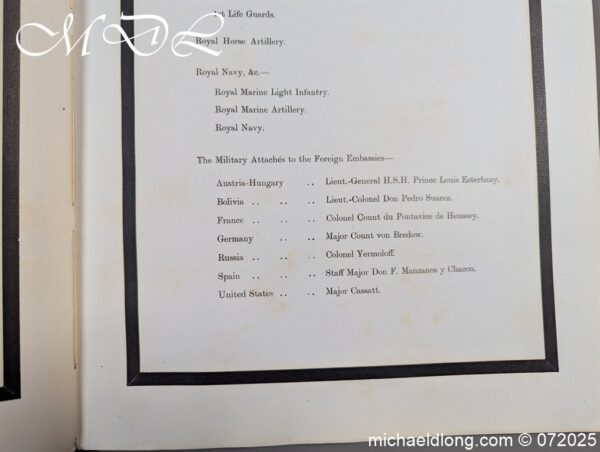 MDL
1st Life Guards.
Royal Horse Artillery.
Royal Navy, &c.—
Royal Marine Light Infantry.
Royal Marine Artillery.
Royal Navy.
The Military Attachés to the Foreign Embassies—
Austria-Hungary .. Lieut.-General H.S.H. Prince Louis Esterhazy.
Bolivia .. .. .. Lieut.-Colonel Don Pedro Suarez.
France .. .. .. Colonel Count du Pontavice de Heussey.
Germany .. .. Major Count von Bredow.
Russia .. .. .. Colonel Yermoloff.
Spain .. .. .. Staff Major Don F. Manzanos y Chacon.
United States .. .. Major Cassatt.
michaeldlong.com © 072025